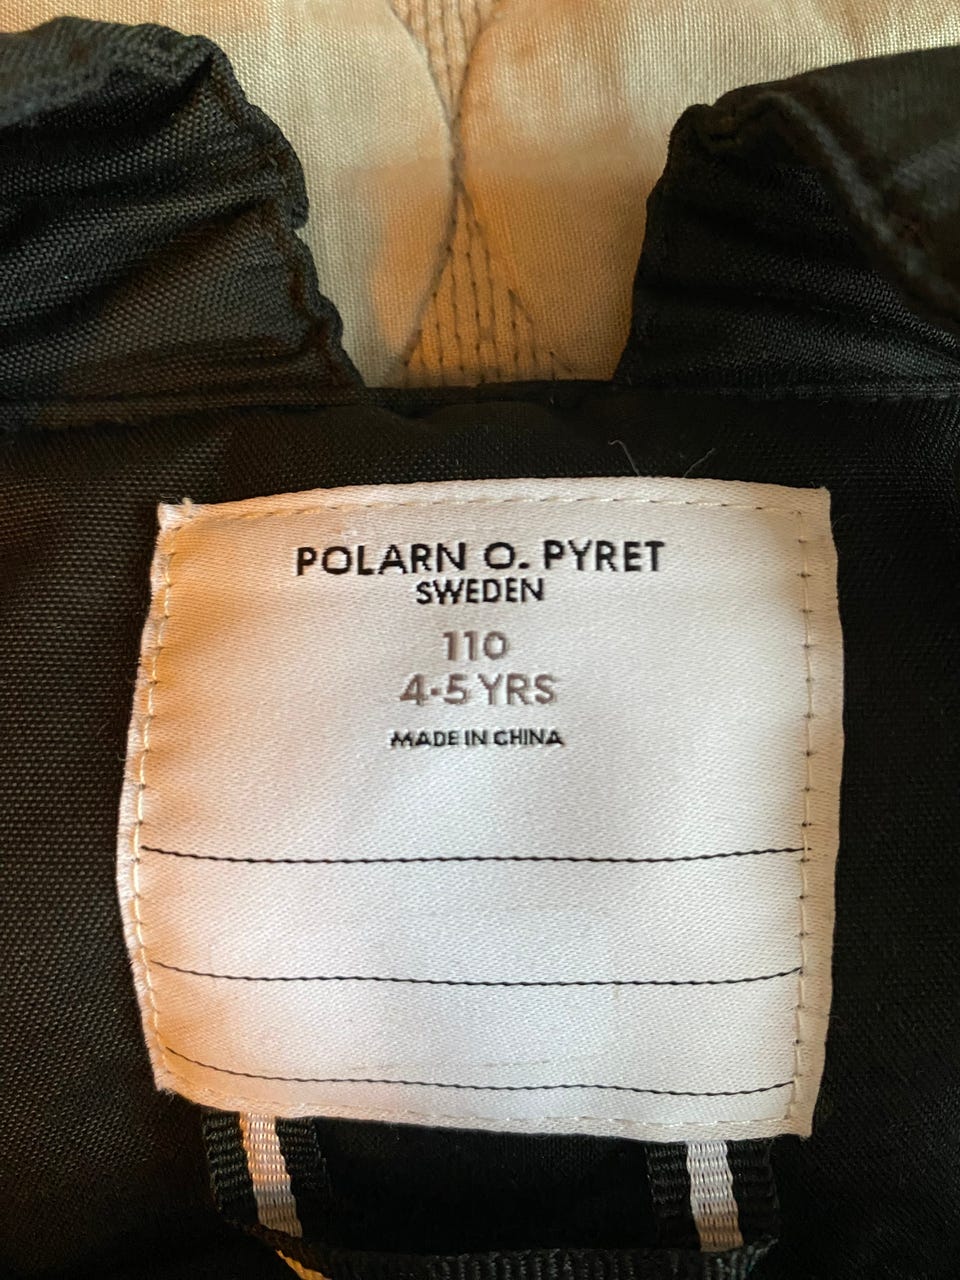 POLARN O. PYRET
SWEDEN
110
4-5 YRS
MADE IN CHINA